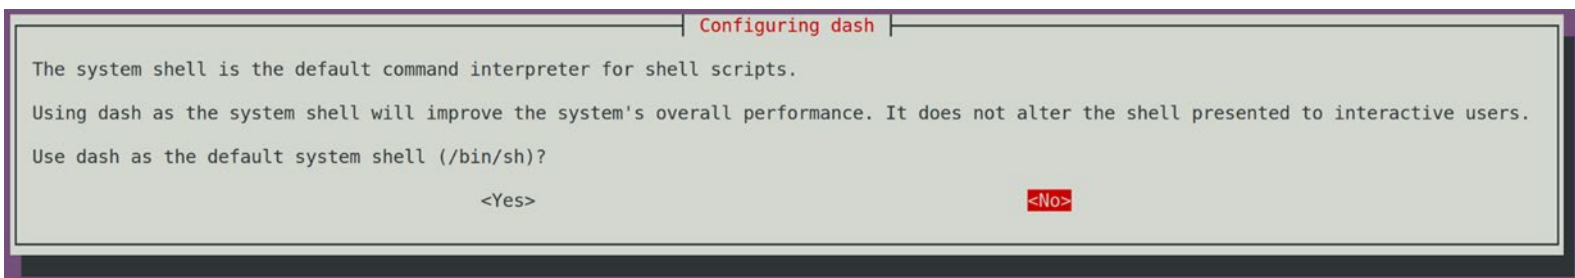 Configuring dash
The system shell is the default command interpreter for shell scripts.
Using dash as the system shell will improve the system's overall performance. It does not alter the shell presented to interactive users.
Use dash as the default system shell (/bin/sh)?
<Yes> <No>